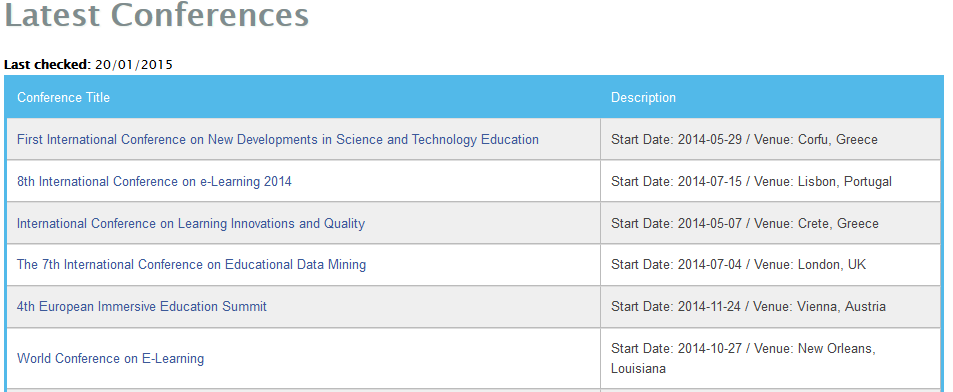 Latest Conferences
Last checked: 20/01/2015
Conference Title Description
First International Conference on New Developments in Science and Technology Education Start Date: 2014-05-29 / Venue: Corfu, Greece
8th International Conference on e-Learning 2014 Start Date: 2014-07-15 / Venue: Lisbon, Portugal
International Conference on Learning Innovations and Quality Start Date: 2014-05-07 / Venue: Crete, Greece
The 7th International Conference on Educational Data Mining Start Date: 2014-07-04 / Venue: London, UK
4th European Immersive Education Summit Start Date: 2014-11-24 / Venue: Vienna, Austria
World Conference on E-Learning Start Date: 2014-10-27 / Venue: New Orleans,
Louisiana